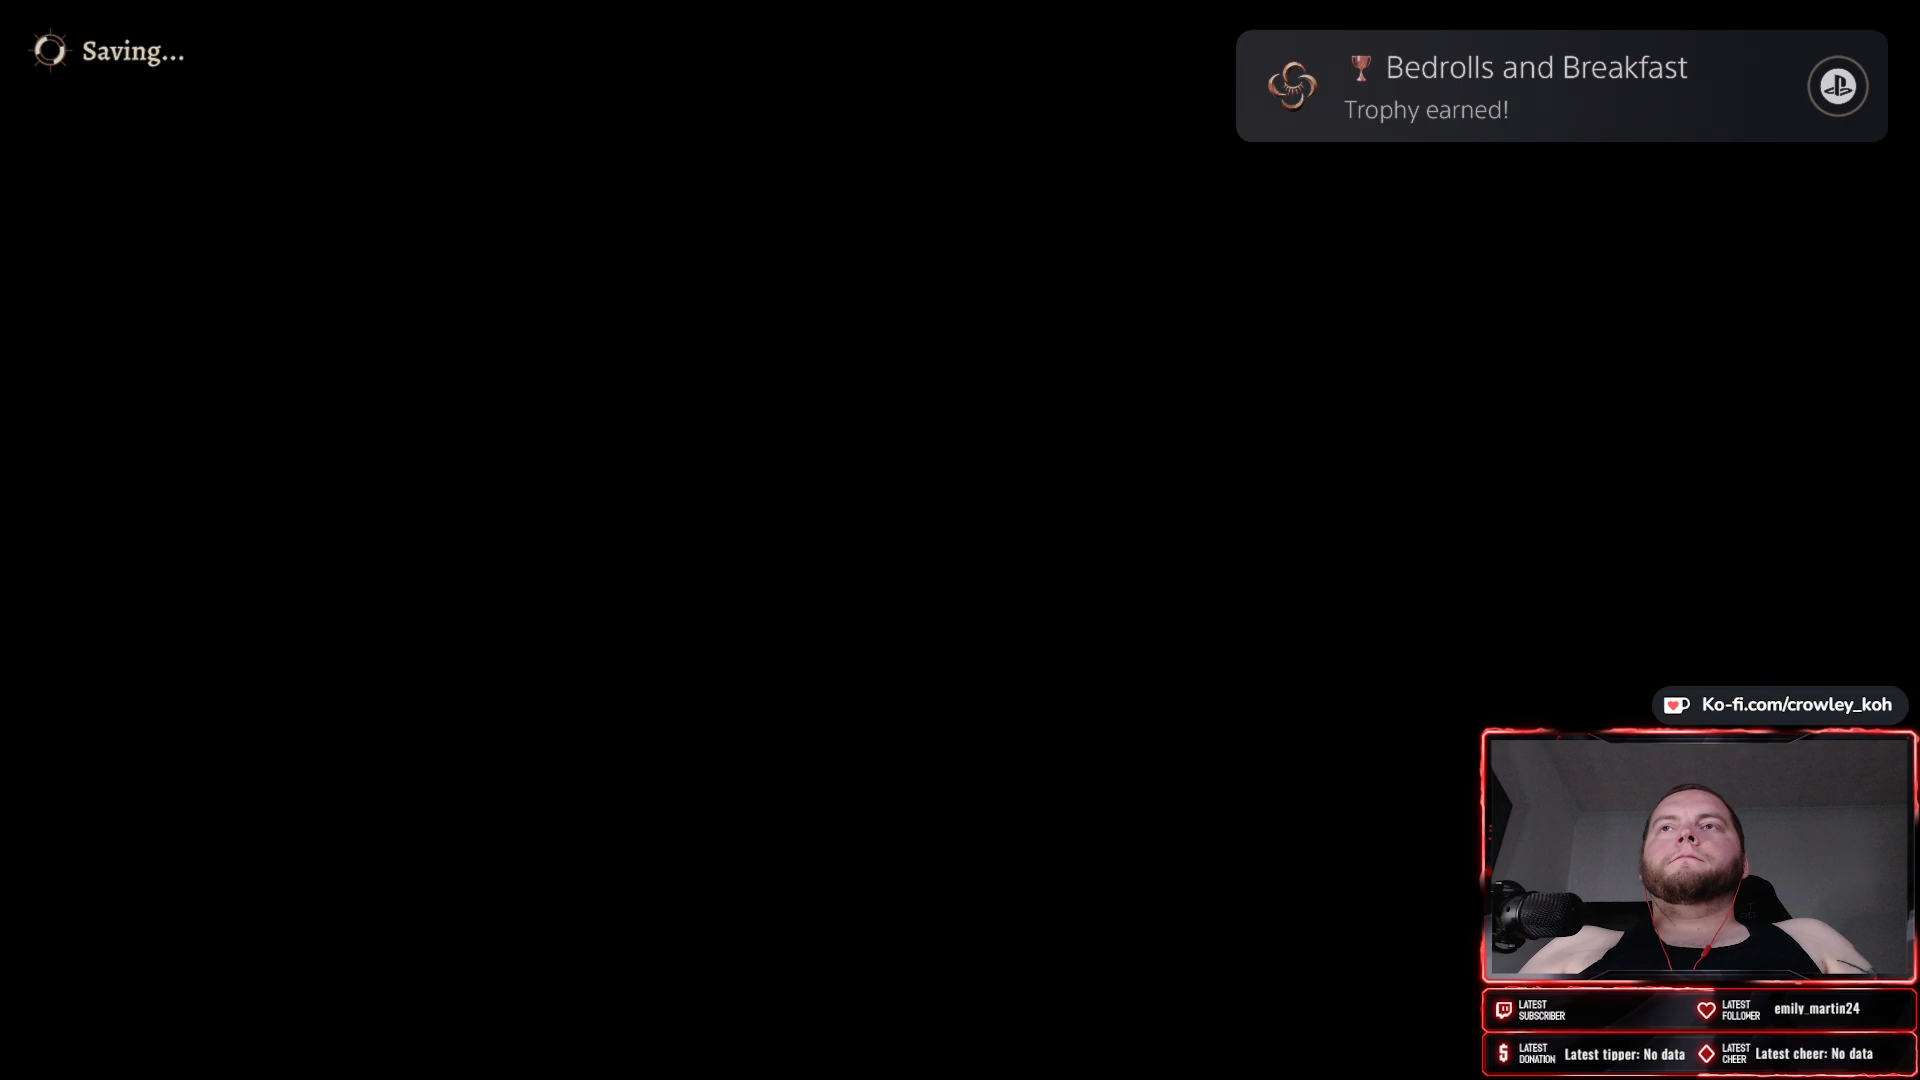 Saving...
Bedrolls and Breakfast
Trophy earned!
Ko-fi.com/crowley_koh
LATEST SUBSCRIBER
LATEST FOLLOWER
emily_martin24
LATEST DONATION
Latest tipper: No data
LATEST CHEER
Latest cheer: No data